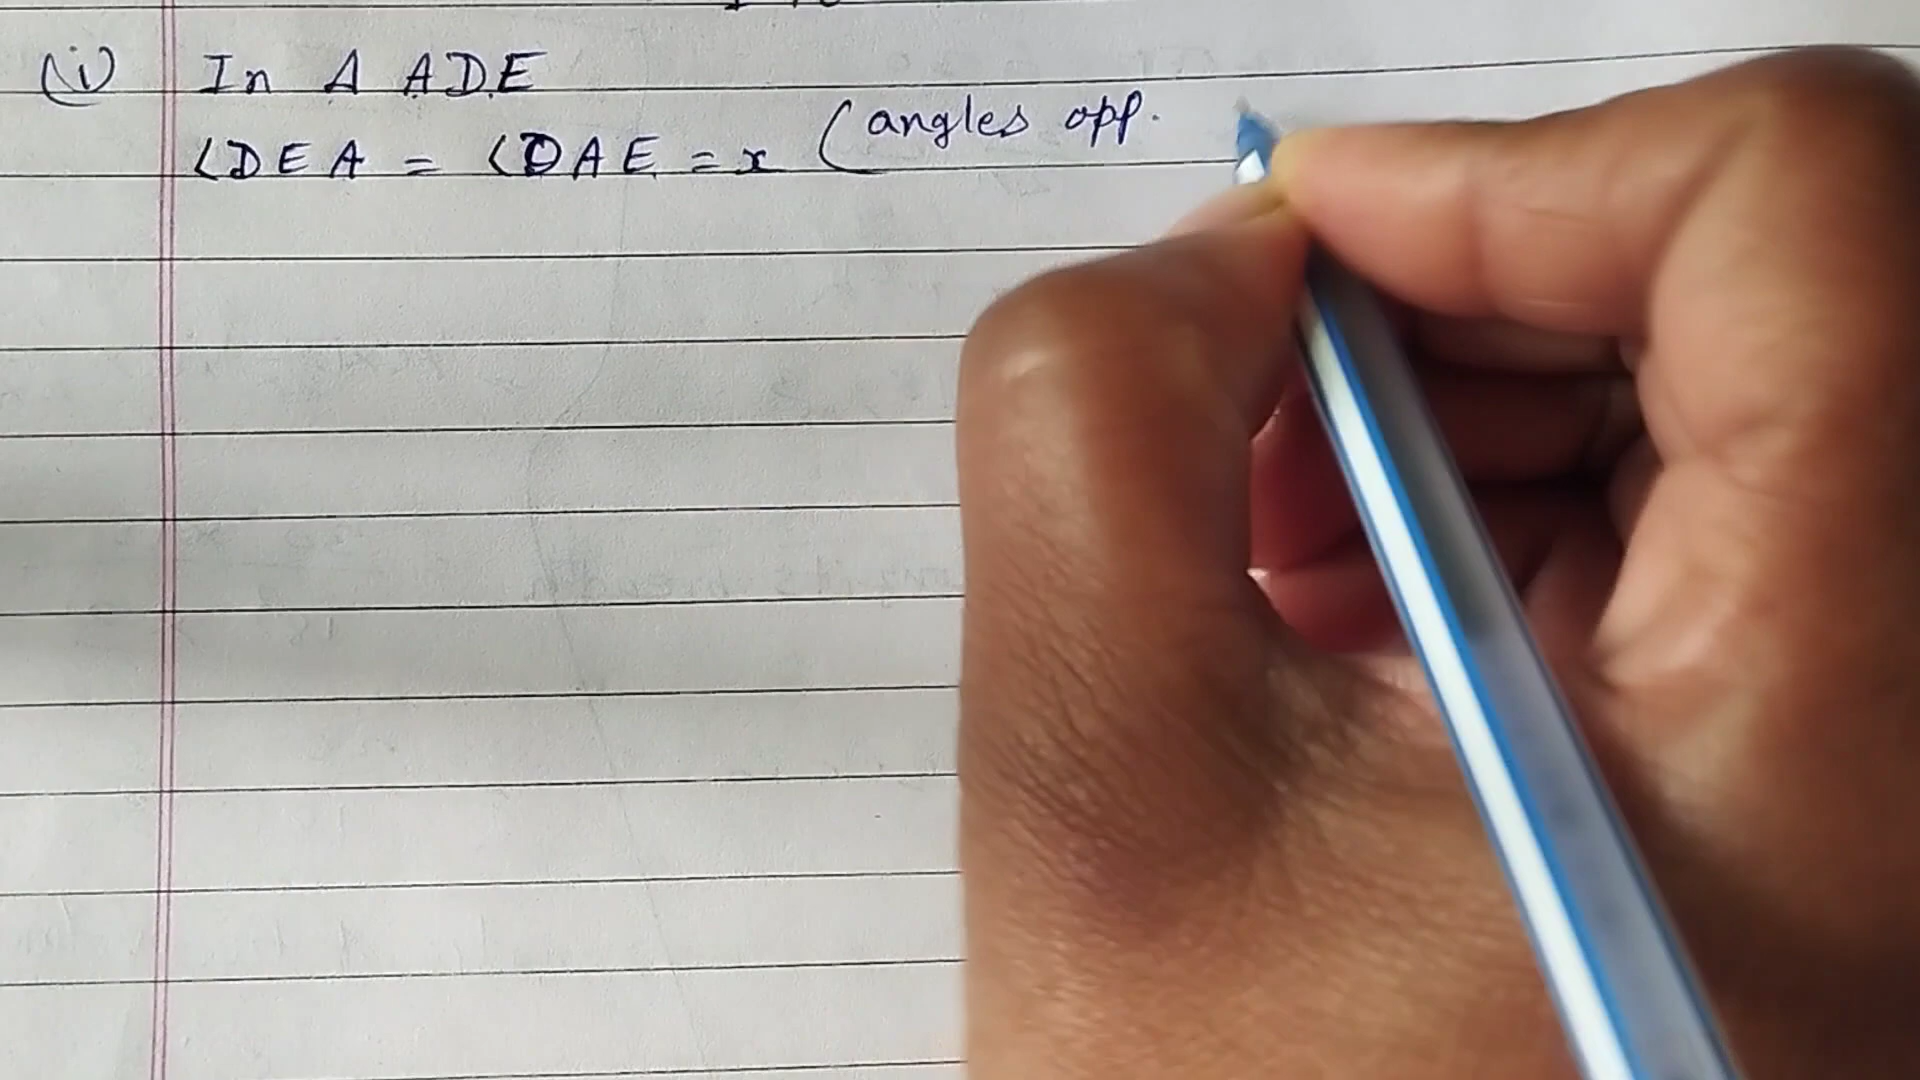 (i) In Δ ADE
∠DEA = ∠DAE = x (angles opp.